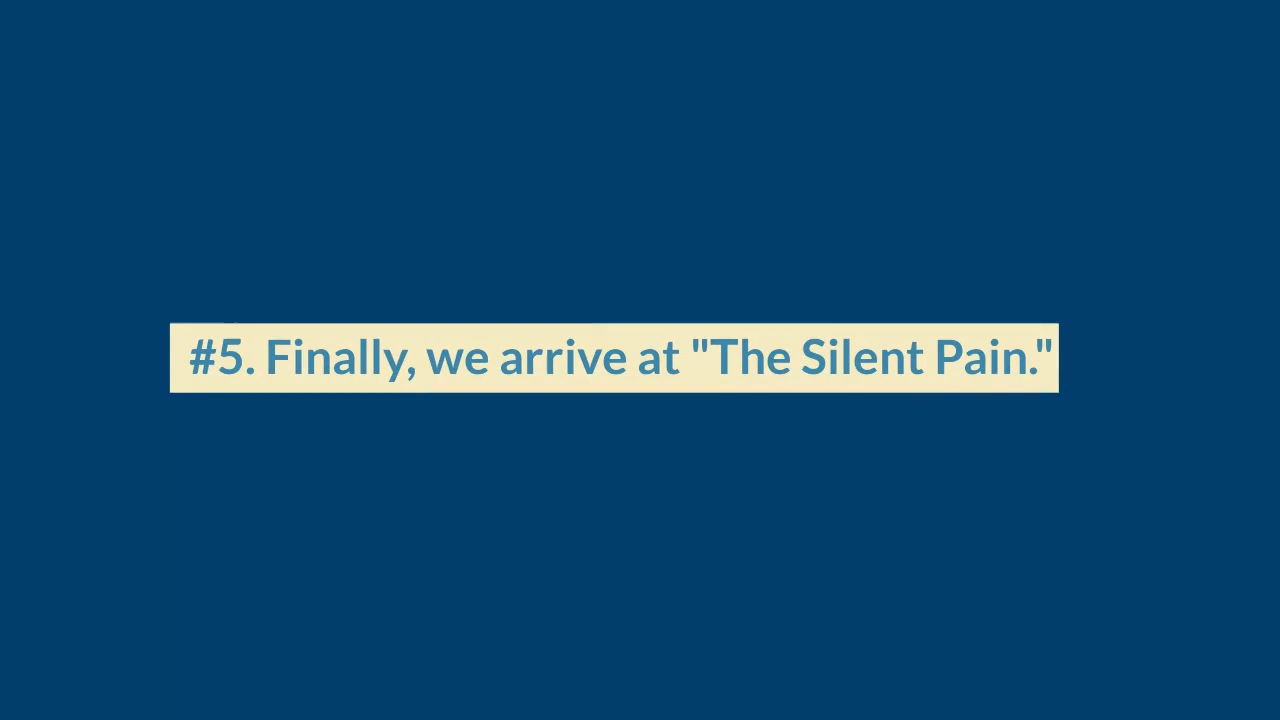 #5. Finally, we arrive at "The Silent Pain."